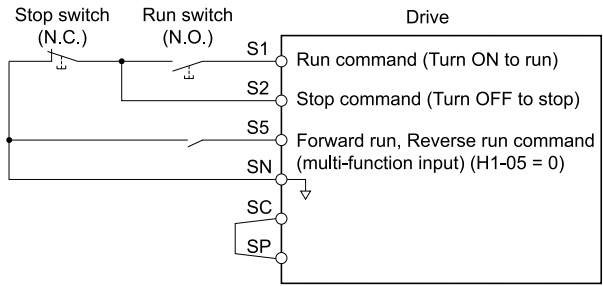 Stop switch
(N.C.)
Run switch
(N.O.)
Drive
S1
Run command (Turn ON to run)
S2
Stop command (Turn OFF to stop)
S5
Forward run, Reverse run command
(multi-function input) (H1-05 = 0)
SN
SC
SP